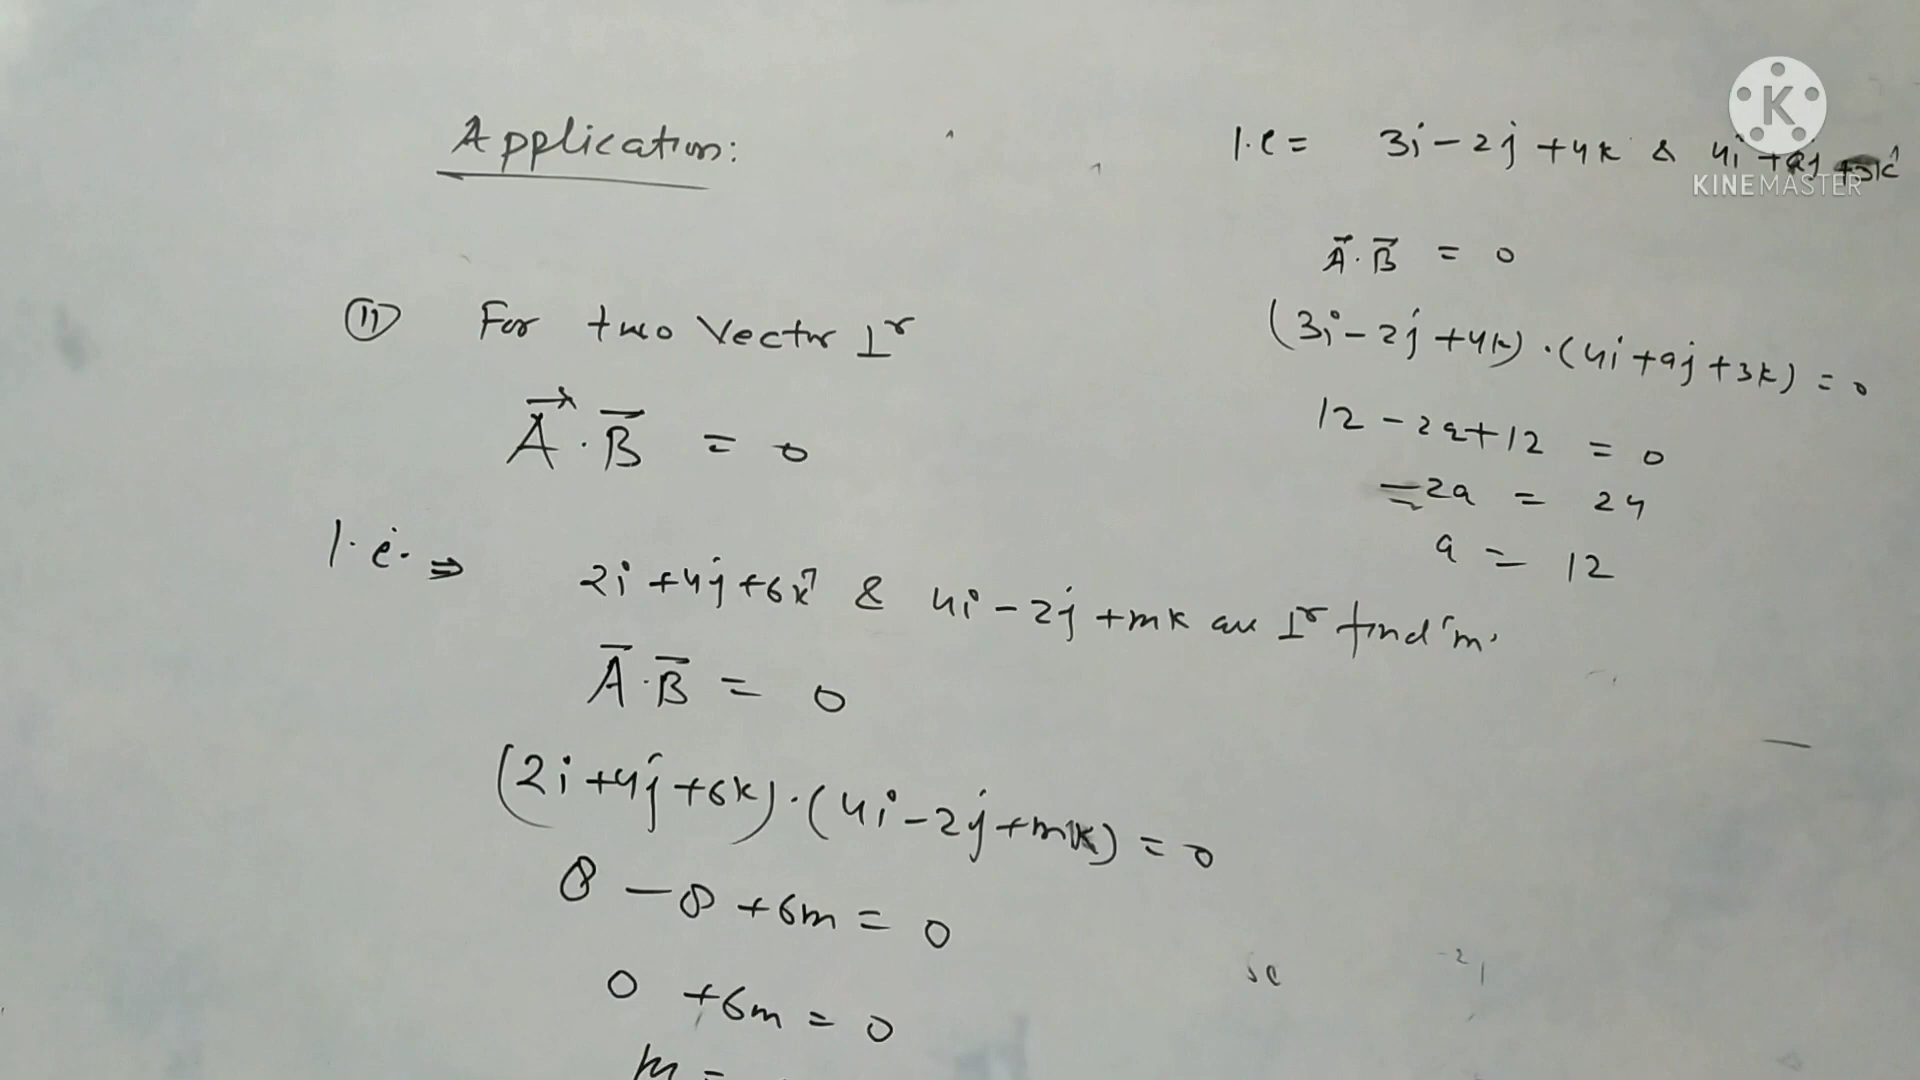 Application:
(11) For two Vector ⊥r
A⃗ . B⃗ = 0
I.e. ⇒ 2i + 4j + 6k & 4i - 2j + mk are ⊥r find 'm'
A⃗ . B⃗ = 0
(2i + 4j + 6k) . (4i - 2j + mk) = 0
8 - 8 + 6m = 0
0 + 6m = 0
m =
I.e = 3i - 2j + 4k & 4i + aj + 3k
A⃗ . B⃗ = 0
(3i - 2j + 4k) . (4i + aj + 3k) = 0
12 - 2a + 12 = 0
-2a = 24
a = 12
K
KINEMASTER